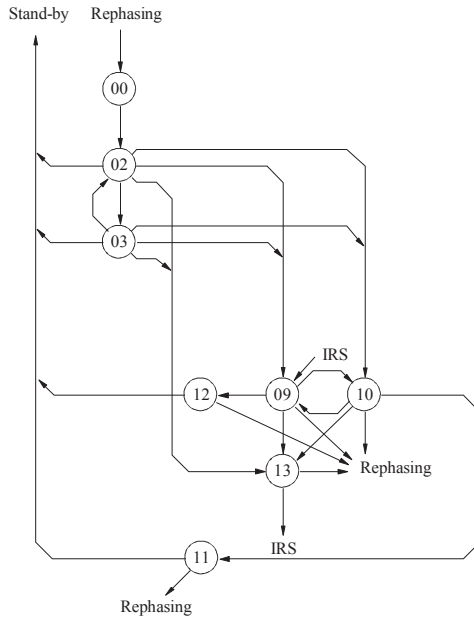 Stand-by Rephasing
00
02
03
IRS
12 09 10
Rephasing
13
IRS
11
Rephasing